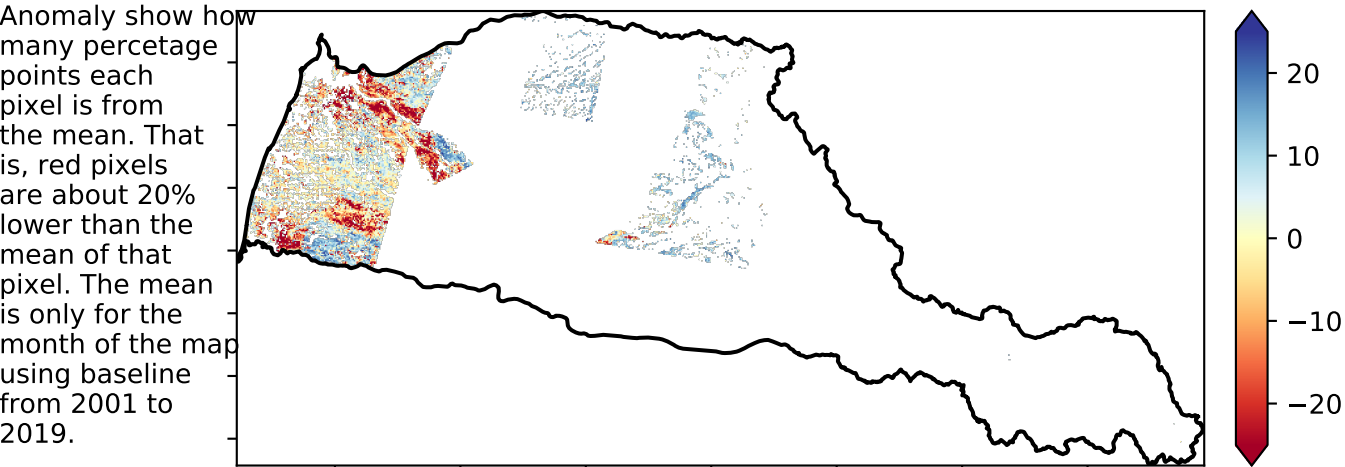 Anomaly show how
many percetage
points each
pixel is from
the mean. That
is, red pixels
are about 20%
lower than the
mean of that
pixel. The mean
is only for the
month of the map
using baseline
from 2001 to
2019.
20
10
0
−10
−20